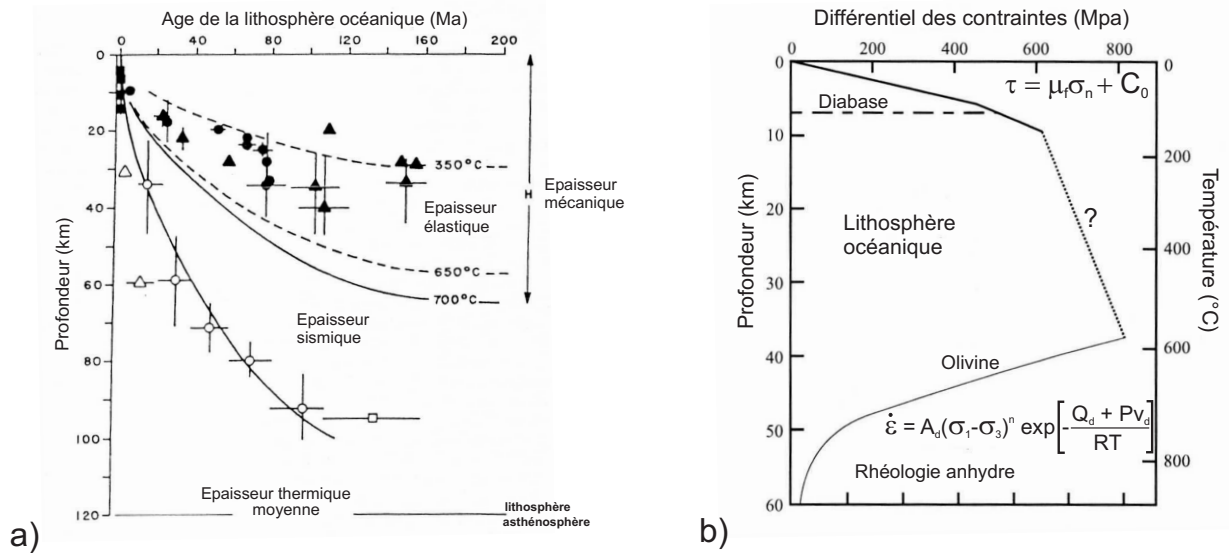 Age de la lithosphère océanique (Ma)
0 40 80 120 160 200
Profondeur (km)
0
20
40
60
80
100
120
350°C
Epaisseur
élastique
650°C
700°C
H
Epaisseur
mécanique
Epaisseur
sismique
Epaisseur thermique
moyenne
lithosphère
asthénosphère
a)
Différentiel des contraintes (Mpa)
0 200 400 600 800
Profondeur (km)
0
10
20
30
40
50
60
τ = μfσn + C0
Diabase
Lithosphère
océanique
?
Olivine
ε̇ = Ad(σ1-σ3)^n exp[-(Qd + Pvd)/RT]
Rhéologie anhydre
0
200
400
600
800
Température (°C)
b)